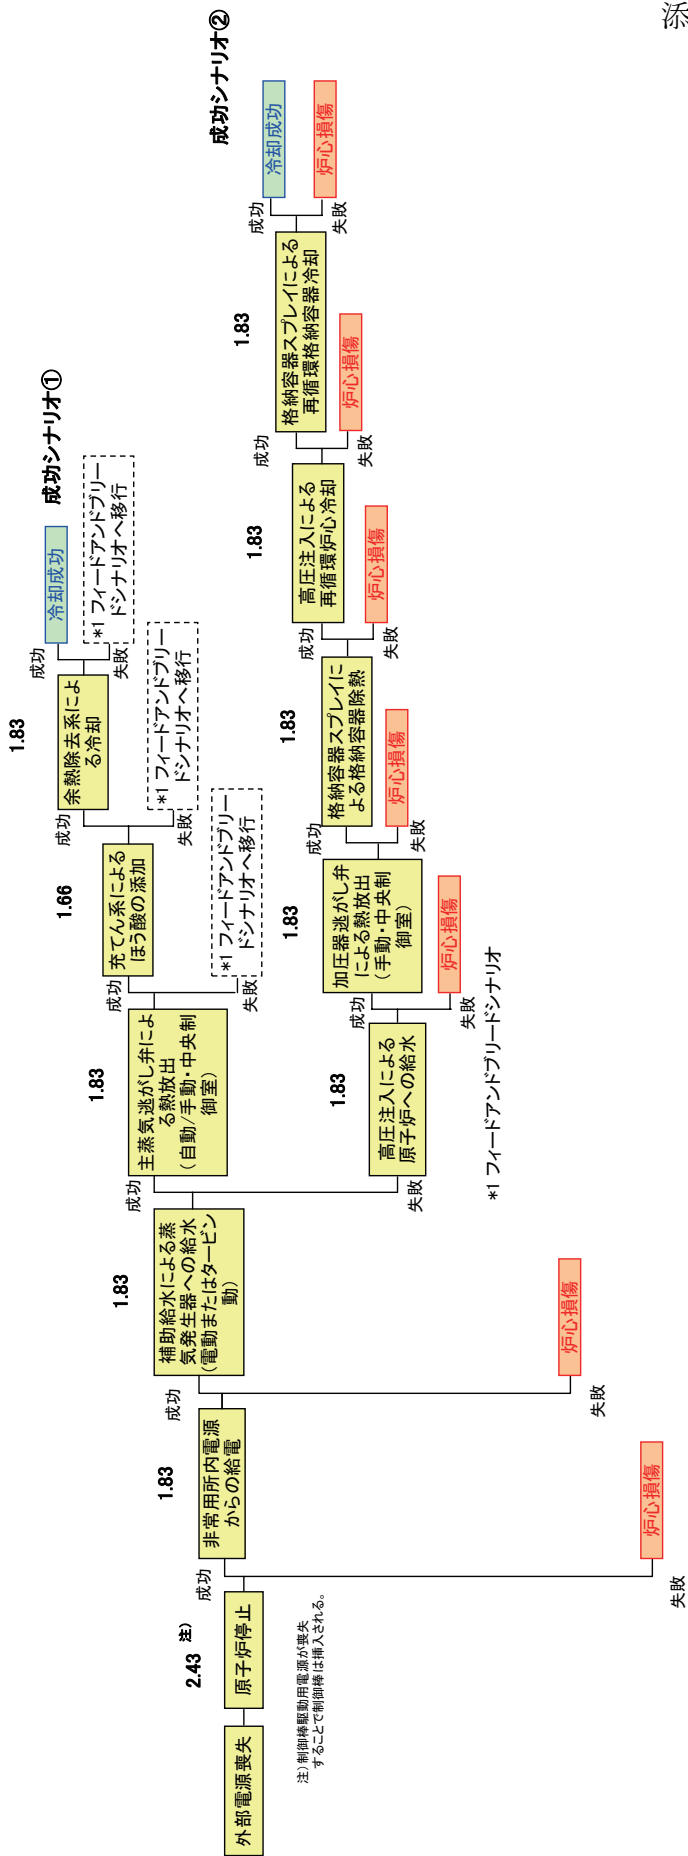 添
外部電源喪失
2.43 注)
原子炉停止
注)制御棒駆動用電源が喪失
することで制御棒は挿入される。
成功
失敗
炉心損傷
1.83
非常用所内電源
からの給電
成功
失敗
炉心損傷
1.83
補助給水による蒸
気発生器への給水
(電動またはタービン
動)
成功
失敗
1.83
主蒸気逃がし弁によ
る熱放出
(自動/手動・中央制
御室)
成功
失敗
*1 フィードアンドブリー
ドシナリオへ移行
1.66
充てん系による
ほう酸の添加
成功
失敗
*1 フィードアンドブリー
ドシナリオへ移行
1.83
余熱除去系によ
る冷却
成功
失敗
冷却成功
*1 フィードアンドブリー
ドシナリオへ移行
成功シナリオ①
1.83
高圧注入による
原子炉への給水
成功
失敗
炉心損傷
*1 フィードアンドブリードシナリオ
1.83
加圧器逃がし弁
による熱放出
(手動・中央制
御室)
成功
失敗
炉心損傷
1.83
格納容器スプレイに
よる格納容器除熱
成功
失敗
炉心損傷
1.83
高圧注入による
再循環炉心冷却
成功
失敗
炉心損傷
1.83
格納容器スプレイによる
再循環格納容器冷却
成功
失敗
冷却成功
炉心損傷
成功シナリオ②